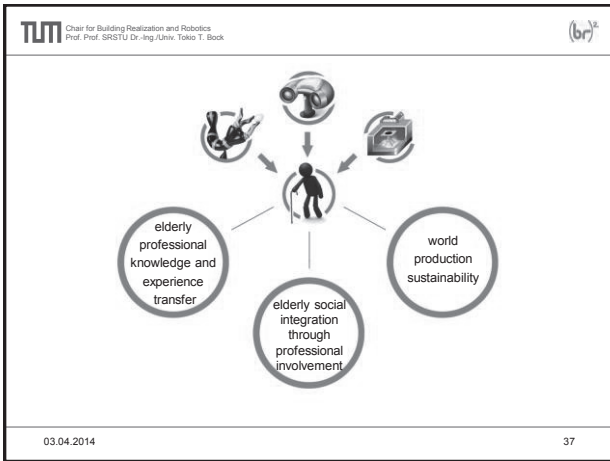 TUM
Chair for Building Realization and Robotics
Prof. Prof. SRSTU Dr.-Ing./Univ. Tokio T. Bock
(br)²
elderly
professional
knowledge and
experience
transfer
elderly social
integration
through
professional
involvement
world
production
sustainability
03.04.2014
37